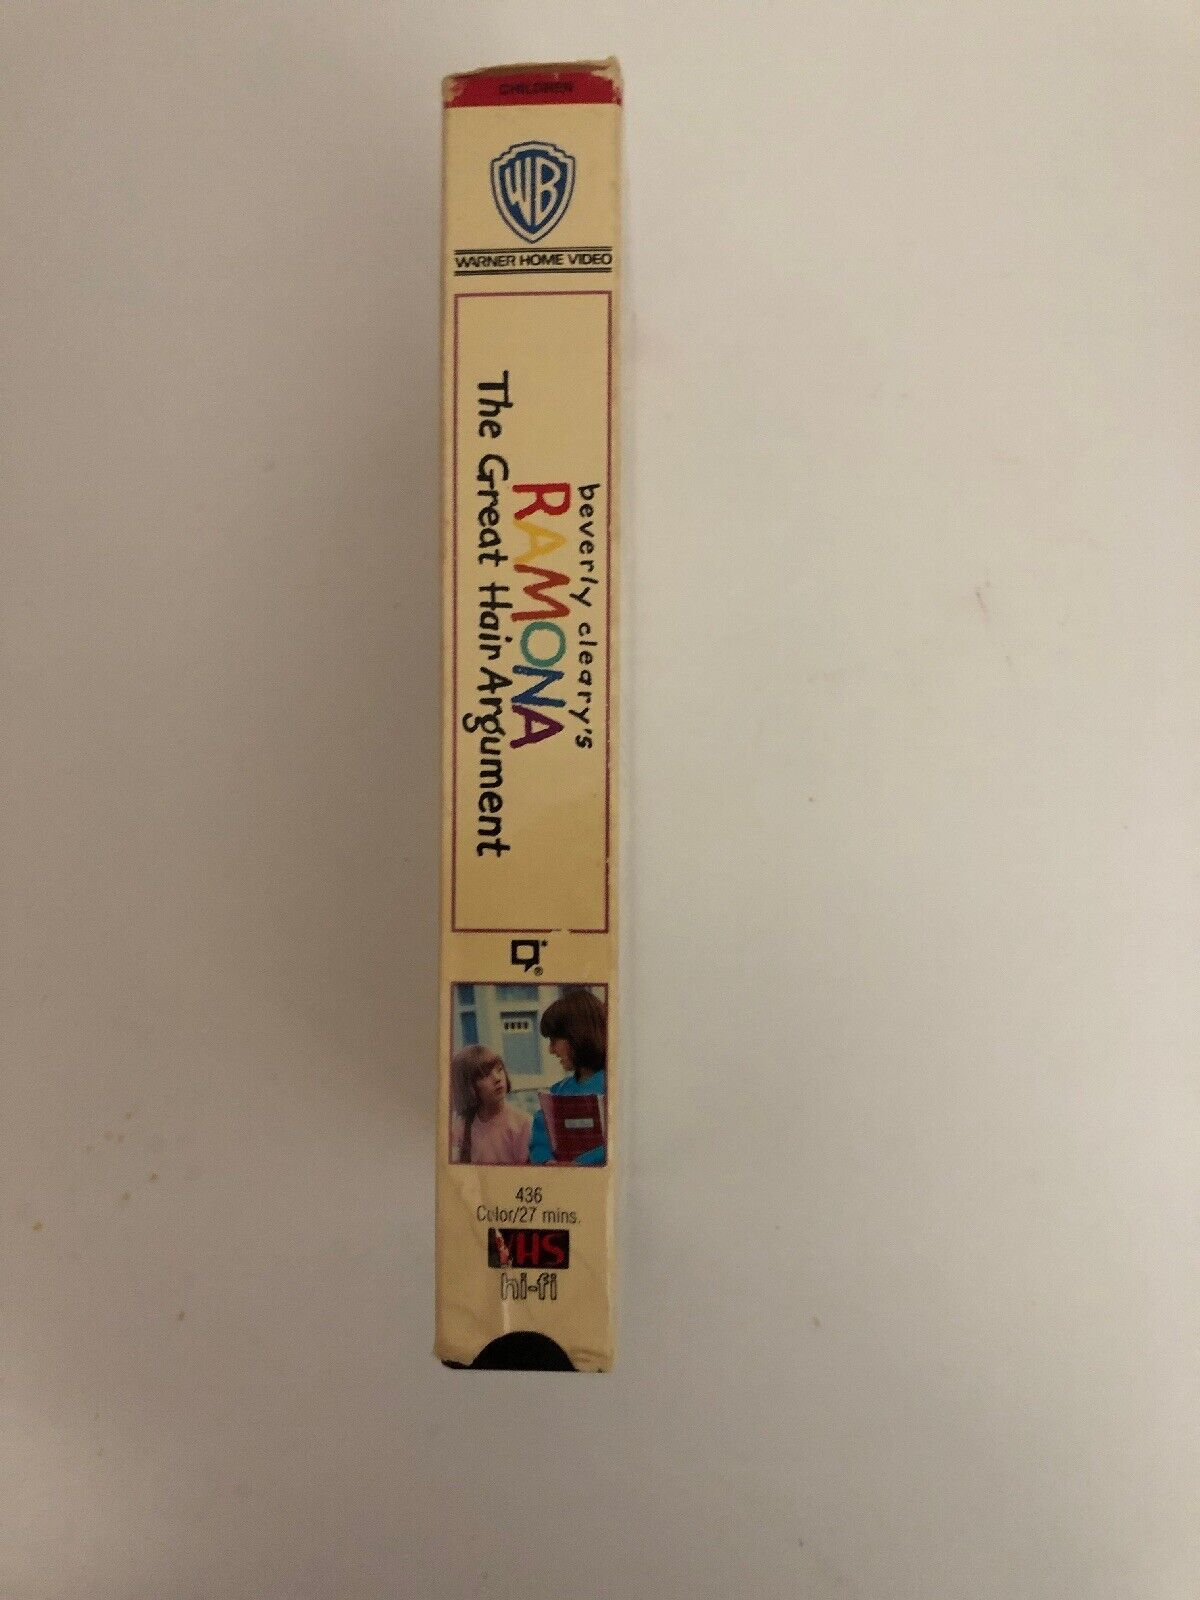 CHILDREN
WB
WARNER HOME VIDEO
beverly cleary's
RAMONA
The Great Hair Argument
®
436
Color/27 mins.
VHS
hi-fi